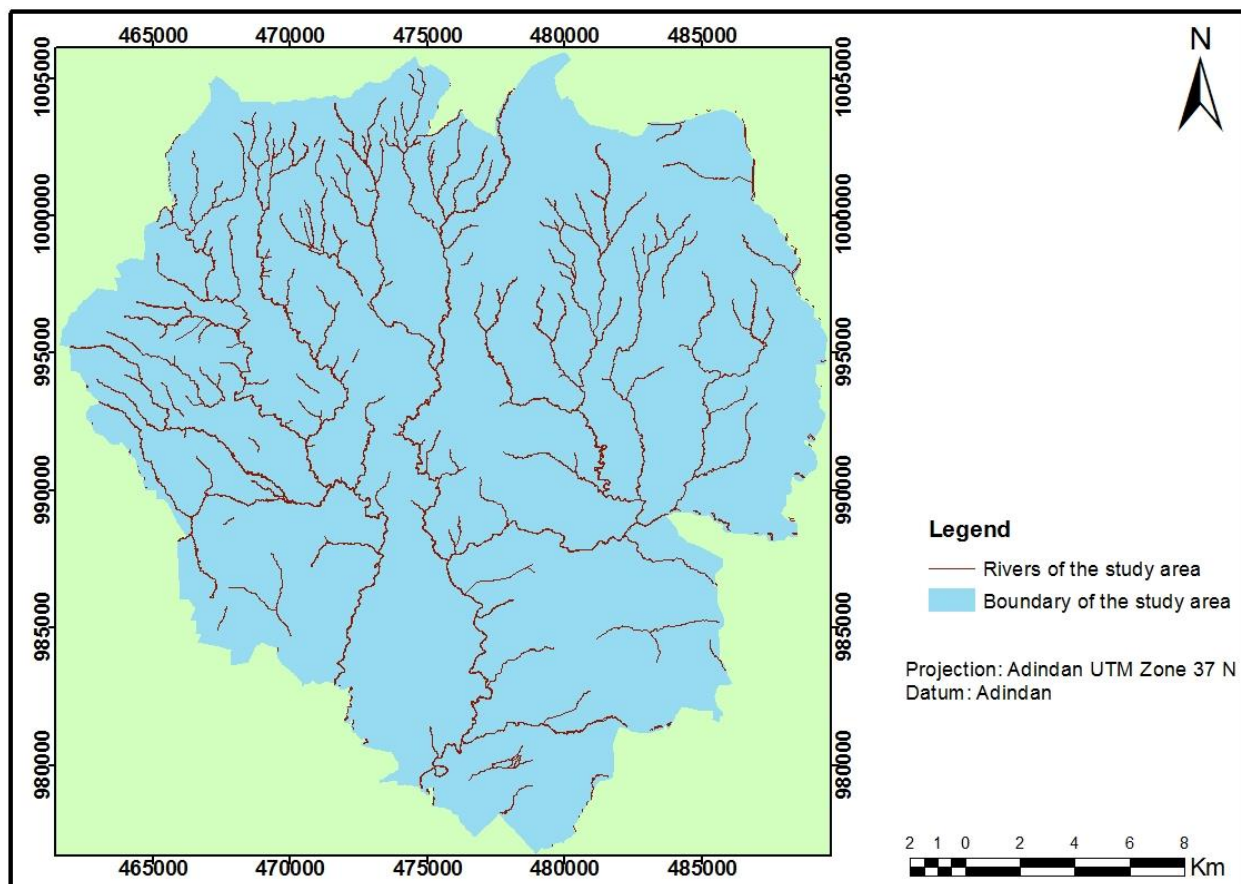 465000 470000 475000 480000 485000
N
1005000
1000000
995000
990000
985000
980000
1005000
1000000
995000
990000
985000
980000
Legend
Rivers of the study area
Boundary of the study area
Projection: Adindan UTM Zone 37 N
Datum: Adindan
2 1 0 2 4 6 8
Km
465000 470000 475000 480000 485000